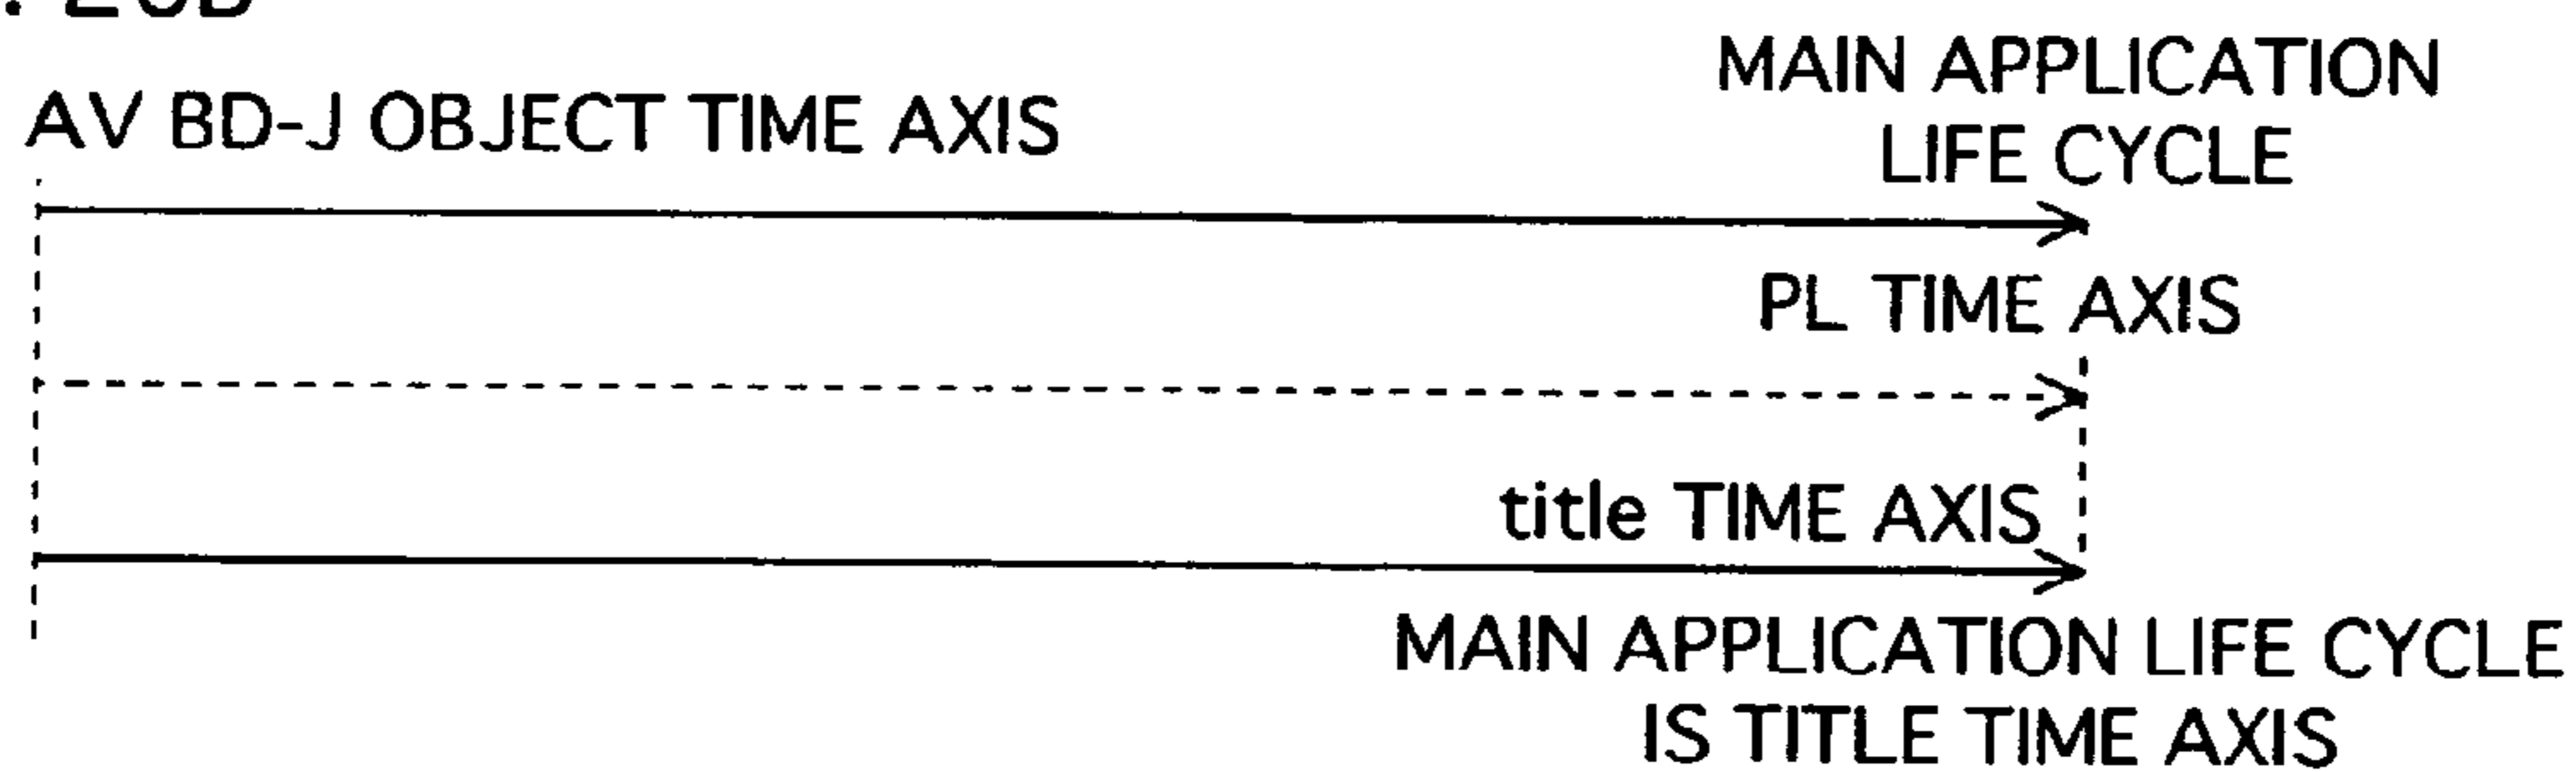 AV BD-J OBJECT TIME AXIS
MAIN APPLICATION
LIFE CYCLE
PL TIME AXIS
title TIME AXIS
MAIN APPLICATION LIFE CYCLE
IS TITLE TIME AXIS